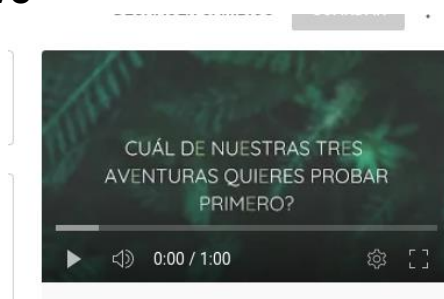 CUÁL DE NUESTRAS TRES
AVENTURAS QUIERES PROBAR
PRIMERO?
0:00 / 1:00